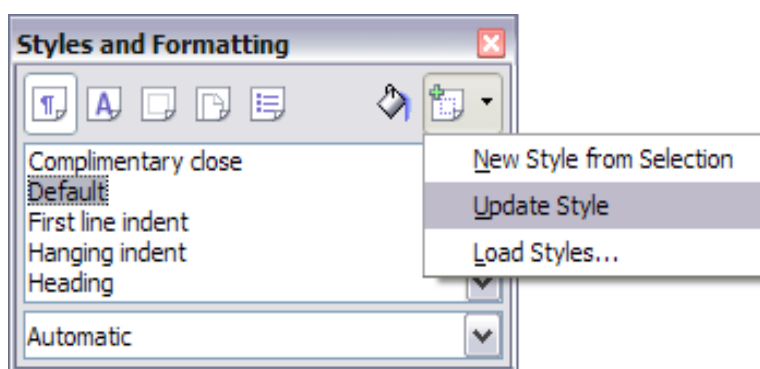 Styles and Formatting
Complimentary close
Default
First line indent
Hanging indent
Heading
Automatic
New Style from Selection
Update Style
Load Styles...